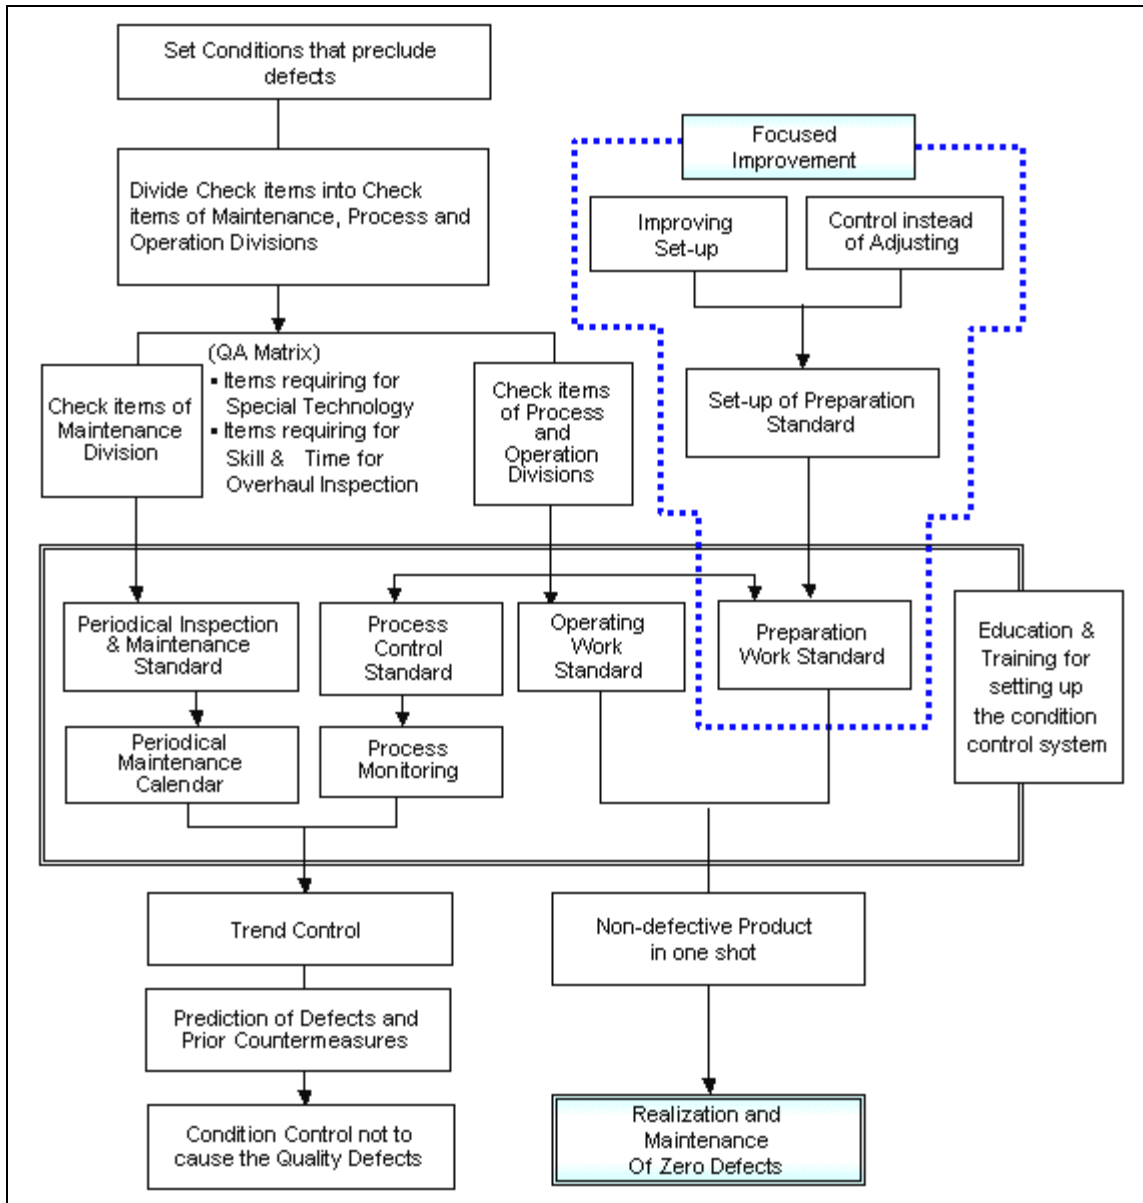 Set Conditions that preclude
defects
Focused
Improvement
Divide Check items into Check
items of Maintenance, Process and
Operation Divisions
Improving
Set-up
Control instead
of Adjusting
(QA Matrix)
▪ Items requiring for
Special Technology
▪ Items requiring for
Skill & Time for
Overhaul Inspection
Check items of
Maintenance
Division
Check items
of Process
and
Operation
Divisions
Set-up of Preparation
Standard
Periodical Inspection
& Maintenance
Standard
Process
Control
Standard
Operating
Work
Standard
Preparation
Work Standard
Education &
Training for
setting up
the condition
control system
Periodical
Maintenance
Calendar
Process
Monitoring
Trend Control
Non-defective Product
in one shot
Prediction of Defects and
Prior Countermeasures
Condition Control not to
cause the Quality Defects
Realization and
Maintenance
Of Zero Defects